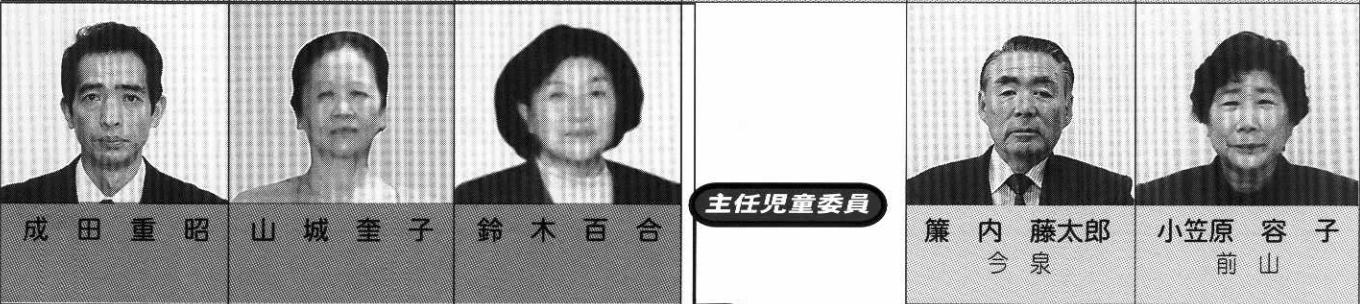 成田重昭
山城奎子
鈴木百合
主任児童委員
簾内藤太郎
今泉
小笠原容子
前山